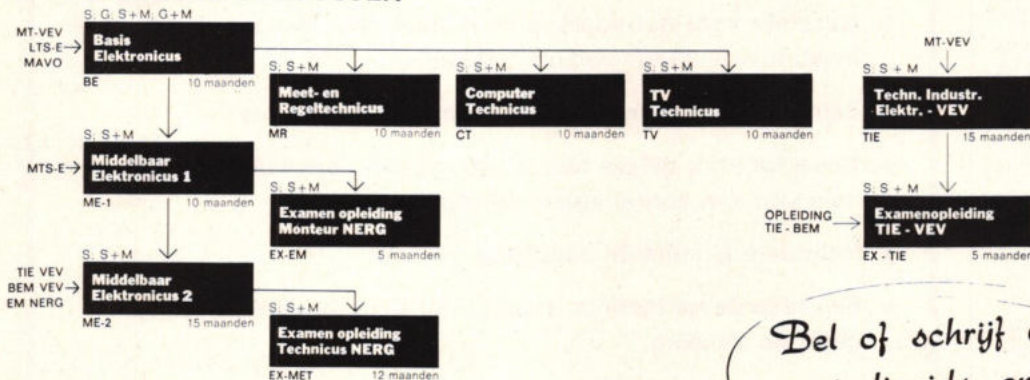 S; G; S+M; G+M
MT-VEV
LTS-E
MAVO
Basis
Elektronicus
BE 10 maanden
S; S+M
Meet- en
Regeltechnicus
MR 10 maanden
S; S+M
Computer
Technicus
CT 10 maanden
S; S+M
TV
Technicus
TV 10 maanden
MT-VEV
S; S + M
Techn. Industr.
Elektr. - VEV
TIE 15 maanden
MTS-E
S; S+M
Middelbaar
Elektronicus 1
ME-1 10 maanden
S; S+M
Examen opleiding
Monteur NERG
EX-EM 5 maanden
OPLEIDING
TIE - BEM
S; S + M
Examenopleiding
TIE - VEV
EX - TIE 5 maanden
TIE VEV
BEM VEV
EM NERG
S; S+M
Middelbaar
Elektronicus 2
ME-2 15 maanden
S; S+M
Examen opleiding
Technicus NERG
EX-MET 12 maanden
Bel of schrijf